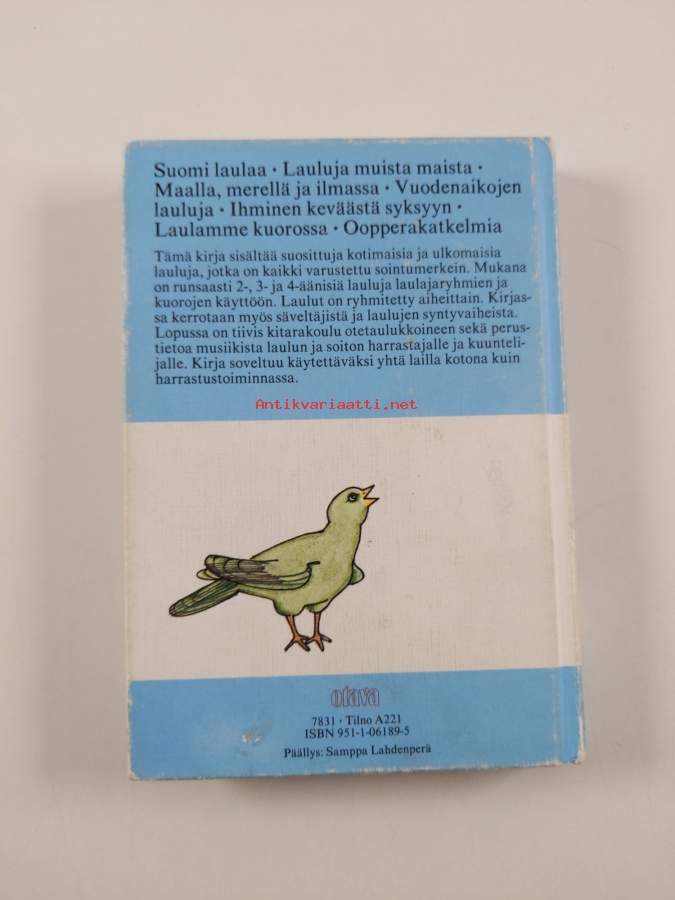 Suomi laulaa · Lauluja muista maista ·
Maalla, merellä ja ilmassa · Vuodenaikojen
lauluja · Ihminen keväästä syksyyn ·
Laulamme kuorossa · Oopperakatkelmia
Tämä kirja sisältää suosittuja kotimaisia ja ulkomaisia
lauluja, jotka on kaikki varustettu sointumerkein. Mukana
on runsaasti 2-, 3- ja 4-äänisiä lauluja laulajaryhmien ja
kuorojen käyttöön. Laulut on ryhmitetty aiheittain. Kirjas-
sa kerrotaan myös säveltäjistä ja laulujen syntyvaiheista.
Lopussa on tiivis kitarakoulu otetaulukkoineen sekä perus-
tietoa musiikista laulun ja soiton harrastajalle ja kuunteli-
jalle. Kirja soveltuu käytettäväksi yhtä lailla kotona kuin
harrastustoiminnassa.
Antikvariaatti.net
otava
7831 · Tilno A221
ISBN 951-1-06189-5
Päällys: Samppa Lahdenperä